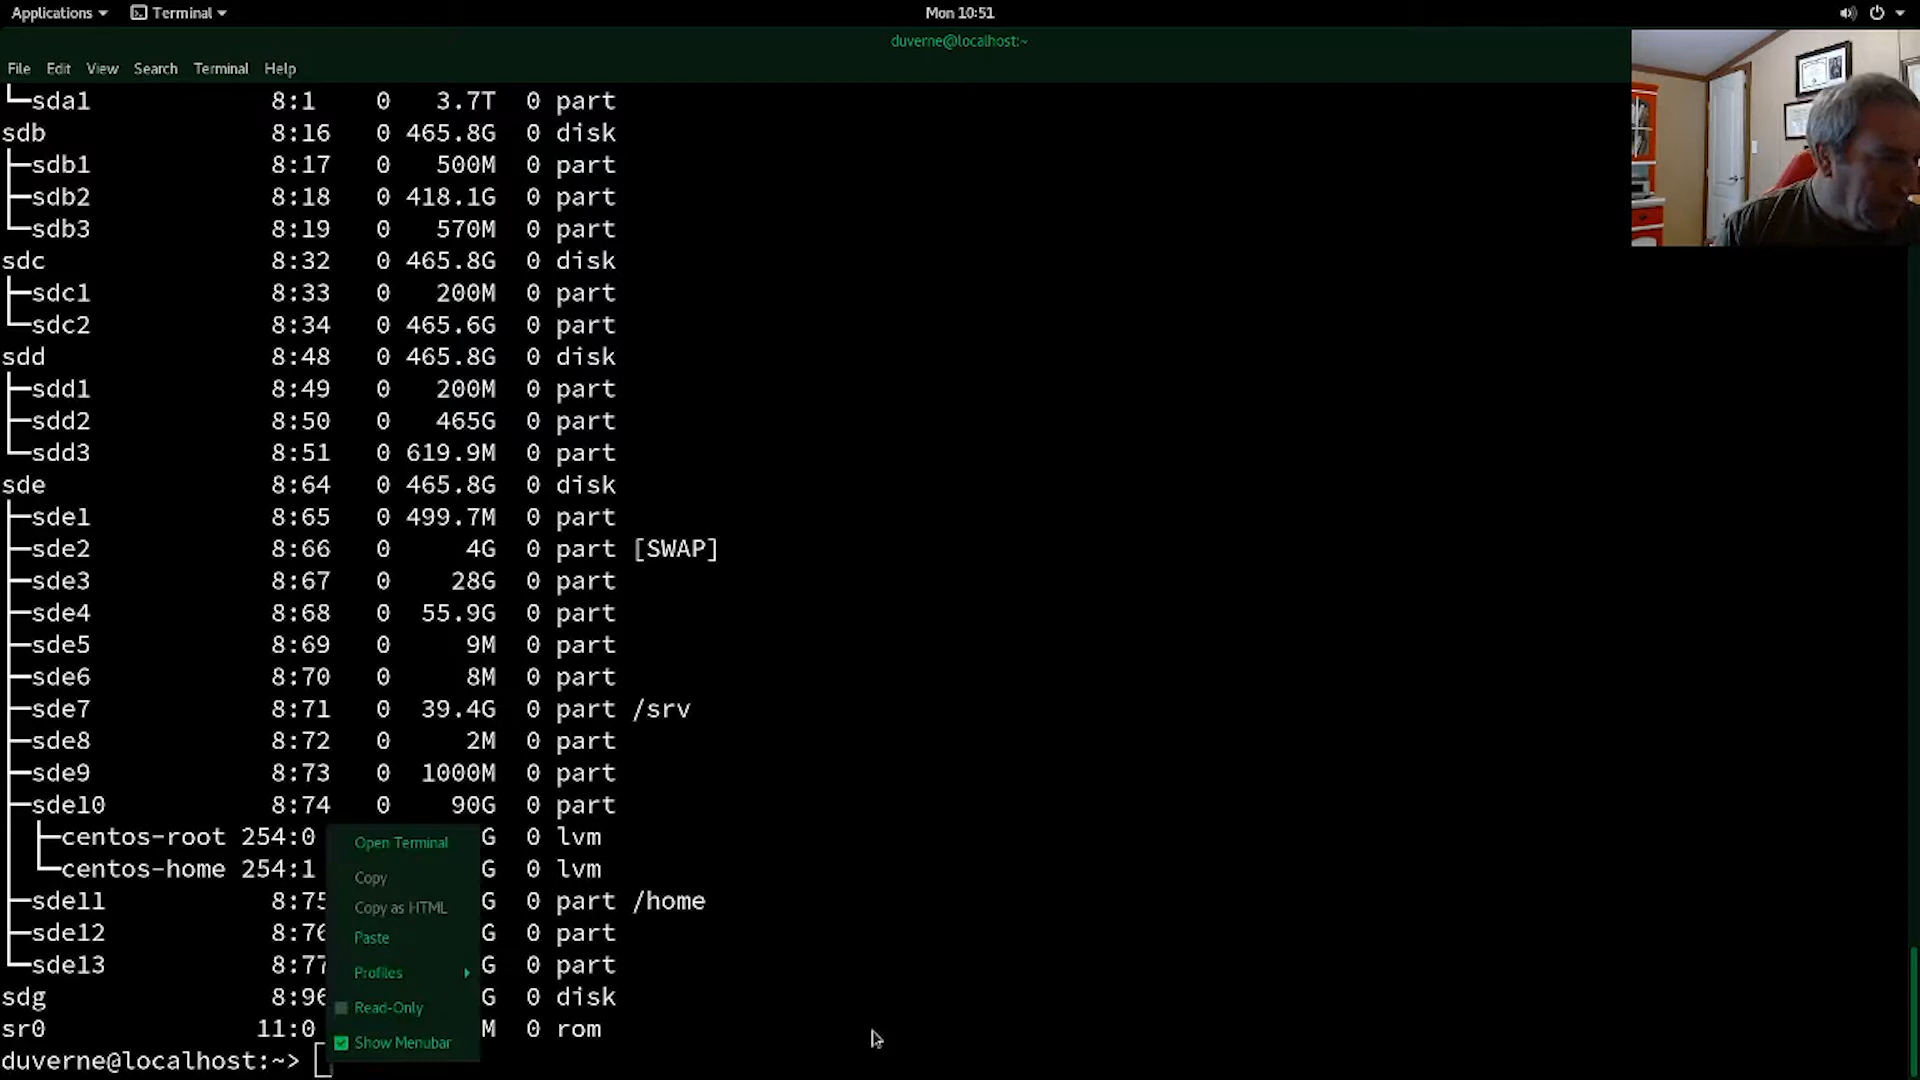 Applications Terminal Mon 10:51
duverne@localhost:~
File Edit View Search Terminal Help
└─sda1 8:1 0 3.7T 0 part
sdb 8:16 0 465.8G 0 disk
├─sdb1 8:17 0 500M 0 part
├─sdb2 8:18 0 418.1G 0 part
└─sdb3 8:19 0 570M 0 part
sdc 8:32 0 465.8G 0 disk
├─sdc1 8:33 0 200M 0 part
└─sdc2 8:34 0 465.6G 0 part
sdd 8:48 0 465.8G 0 disk
├─sdd1 8:49 0 200M 0 part
├─sdd2 8:50 0 465G 0 part
└─sdd3 8:51 0 619.9M 0 part
sde 8:64 0 465.8G 0 disk
├─sde1 8:65 0 499.7M 0 part
├─sde2 8:66 0 4G 0 part [SWAP]
├─sde3 8:67 0 28G 0 part
├─sde4 8:68 0 55.9G 0 part
├─sde5 8:69 0 9M 0 part
├─sde6 8:70 0 8M 0 part
├─sde7 8:71 0 39.4G 0 part /srv
├─sde8 8:72 0 2M 0 part
├─sde9 8:73 0 1000M 0 part
├─sde10 8:74 0 90G 0 part
│ ├─centos-root 254:0 G 0 lvm
│ └─centos-home 254:1 G 0 lvm
├─sde11 8:75 G 0 part /home
├─sde12 8:76 G 0 part
└─sde13 8:77 G 0 part
sdg 8:96 G 0 disk
sr0 11:0 M 0 rom
duverne@localhost:~>
Open Terminal
Copy
Copy as HTML
Paste
Profiles
Read-Only
Show Menubar